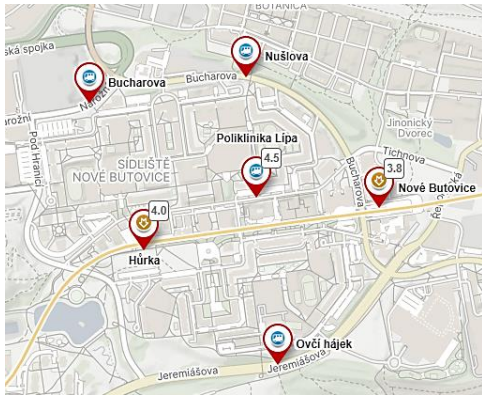 BOTANICA
ská spojka
Nušlova
Bucharova
Bucharova
Nárožní
rožní
Jinonický
Dvorec
Poliklinika Lípa
Pod Hranicí
SÍDLIŠTĚ
NOVÉ BUTOVICE
4.5
Tichnova
3.8
Bucharova
Nové Butovice
4.0
Hůrka
Ovčí hájek
Jeremiášova
Jeremiášova